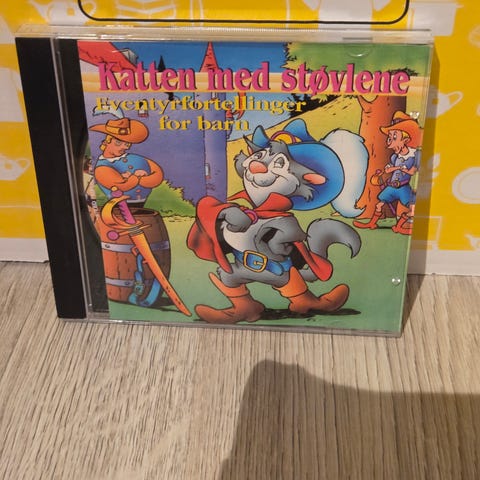 Katten med støvlene
Eventyrfortellinger
for barn